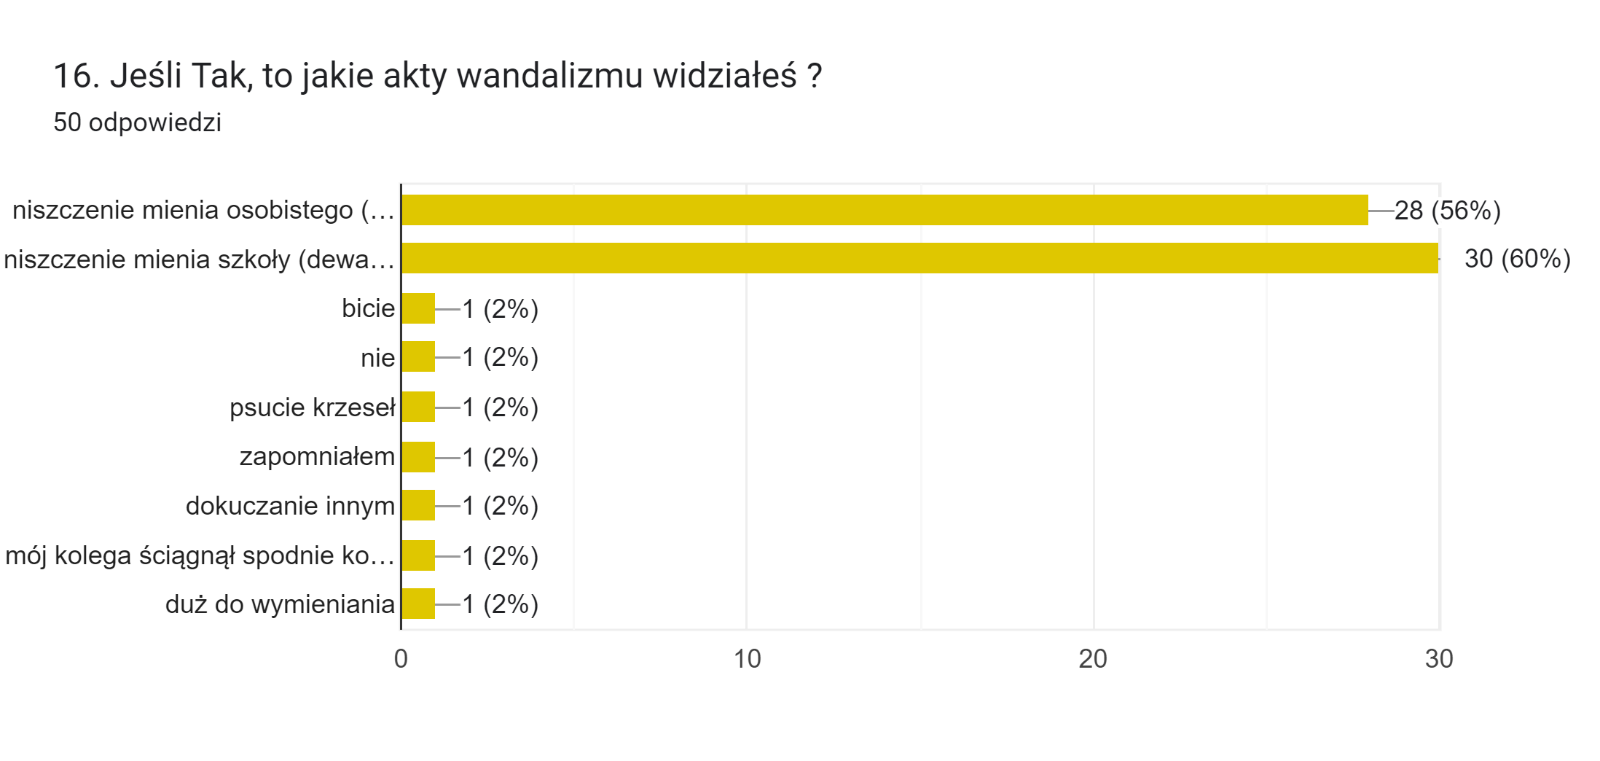 16. Jeśli Tak, to jakie akty wandalizmu widziałeś ?
50 odpowiedzi
niszczenie mienia osobistego (… 28 (56%)
niszczenie mienia szkoły (dewa… 30 (60%)
bicie 1 (2%)
nie 1 (2%)
psucie krzeseł 1 (2%)
zapomniałem 1 (2%)
dokuczanie innym 1 (2%)
mój kolega ściągnął spodnie ko… 1 (2%)
duż do wymieniania 1 (2%)
0 10 20 30